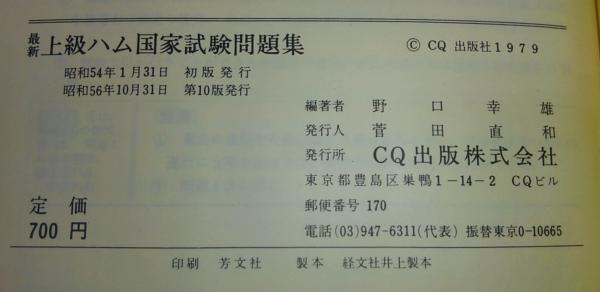 最新 上級ハム国家試験問題集
© CQ 出版社 1979
昭和54年1月31日 初版発行
昭和56年10月31日 第10版発行
編著者 野口幸雄
発行人 菅田直和
発行所 CQ出版株式会社
東京都豊島区巣鴨1-14-2 CQビル
定価
700円
郵便番号 170
電話(03)947-6311(代表) 振替東京0-10665
印刷 芳文社 製本 経文社井上製本